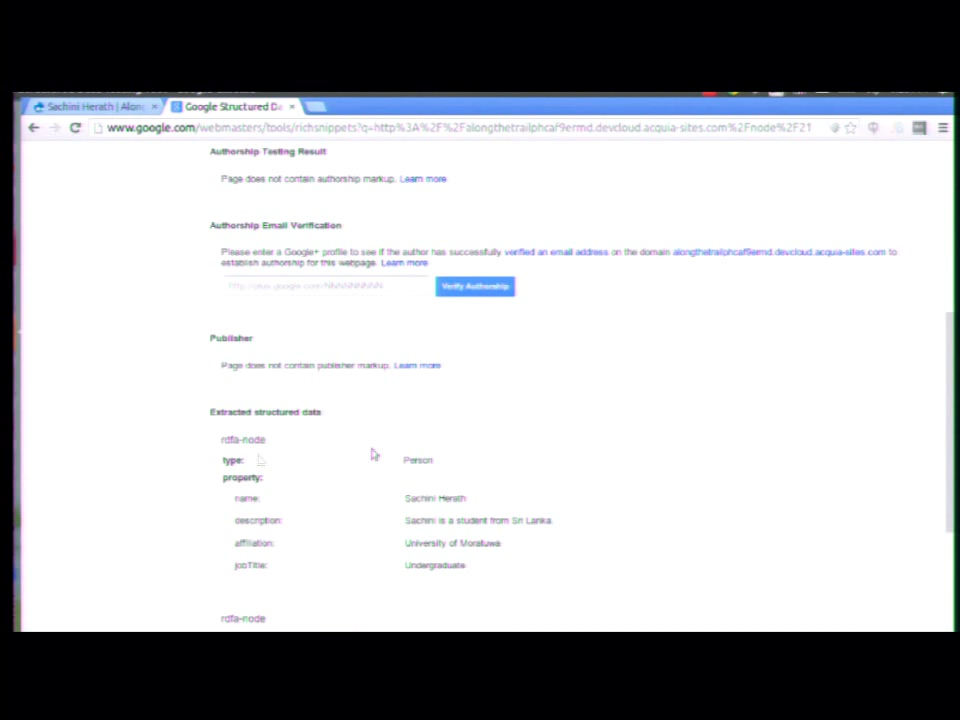 Sachini Herath | Along
Google Structured Da
www.google.com/webmasters/tools/richsnippets?q=http%3A%2F%2Falongthetrailphcaf9ermd.devcloud.acquia-sites.com%2Fnode%2F21
Authorship Testing Result
Page does not contain authorship markup. Learn more
Authorship Email Verification
Please enter a Google+ profile to see if the author has successfully verified an email address on the domain alongthetrailphcaf9ermd.devcloud.acquia-sites.com to
establish authorship for this webpage. Learn more
Verify Authorship
Publisher
Page does not contain publisher markup. Learn more
Extracted structured data
rdfa-node
type: Person
property:
name: Sachini Herath
description: Sachini is a student from Sri Lanka.
affiliation: University of Moratuwa
jobTitle: Undergraduate
rdfa-node